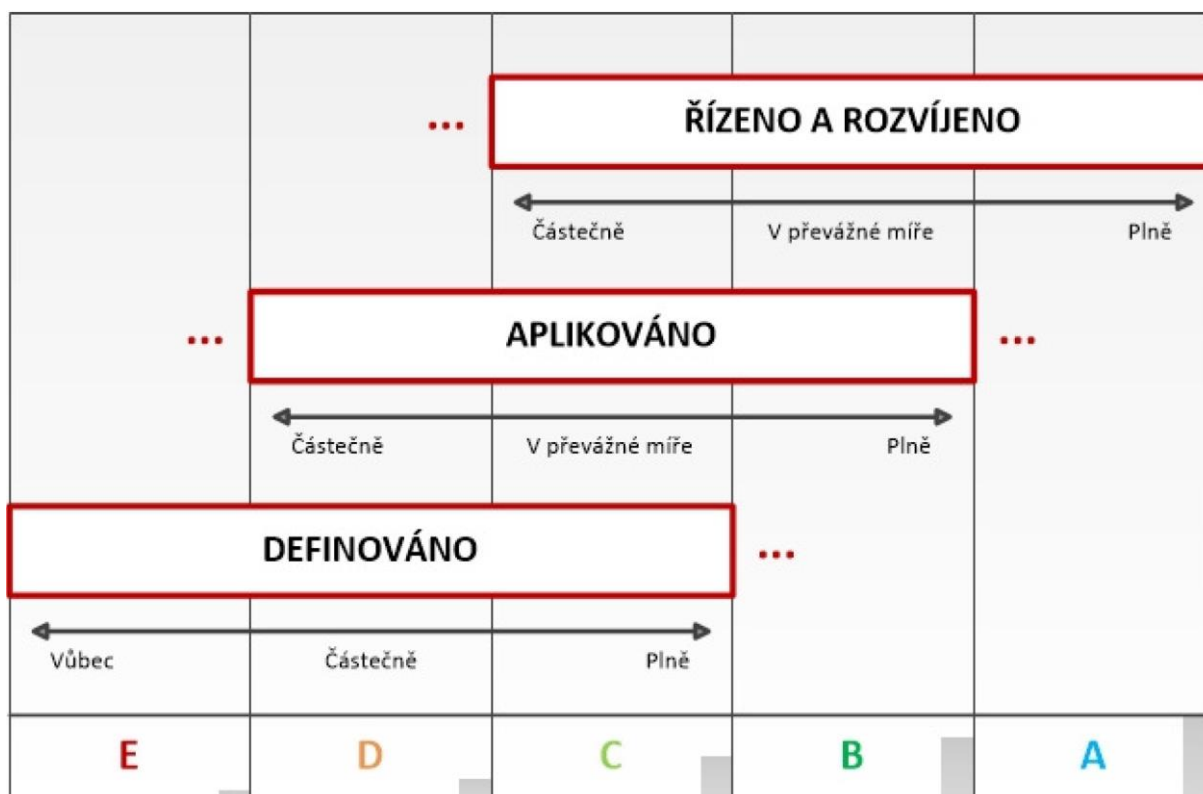 ... ŘÍZENO A ROZVÍJENO
Částečně V převážné míře Plně
... APLIKOVÁNO ...
Částečně V převážné míře Plně
DEFINOVÁNO ...
Vůbec Částečně Plně
E D C B A